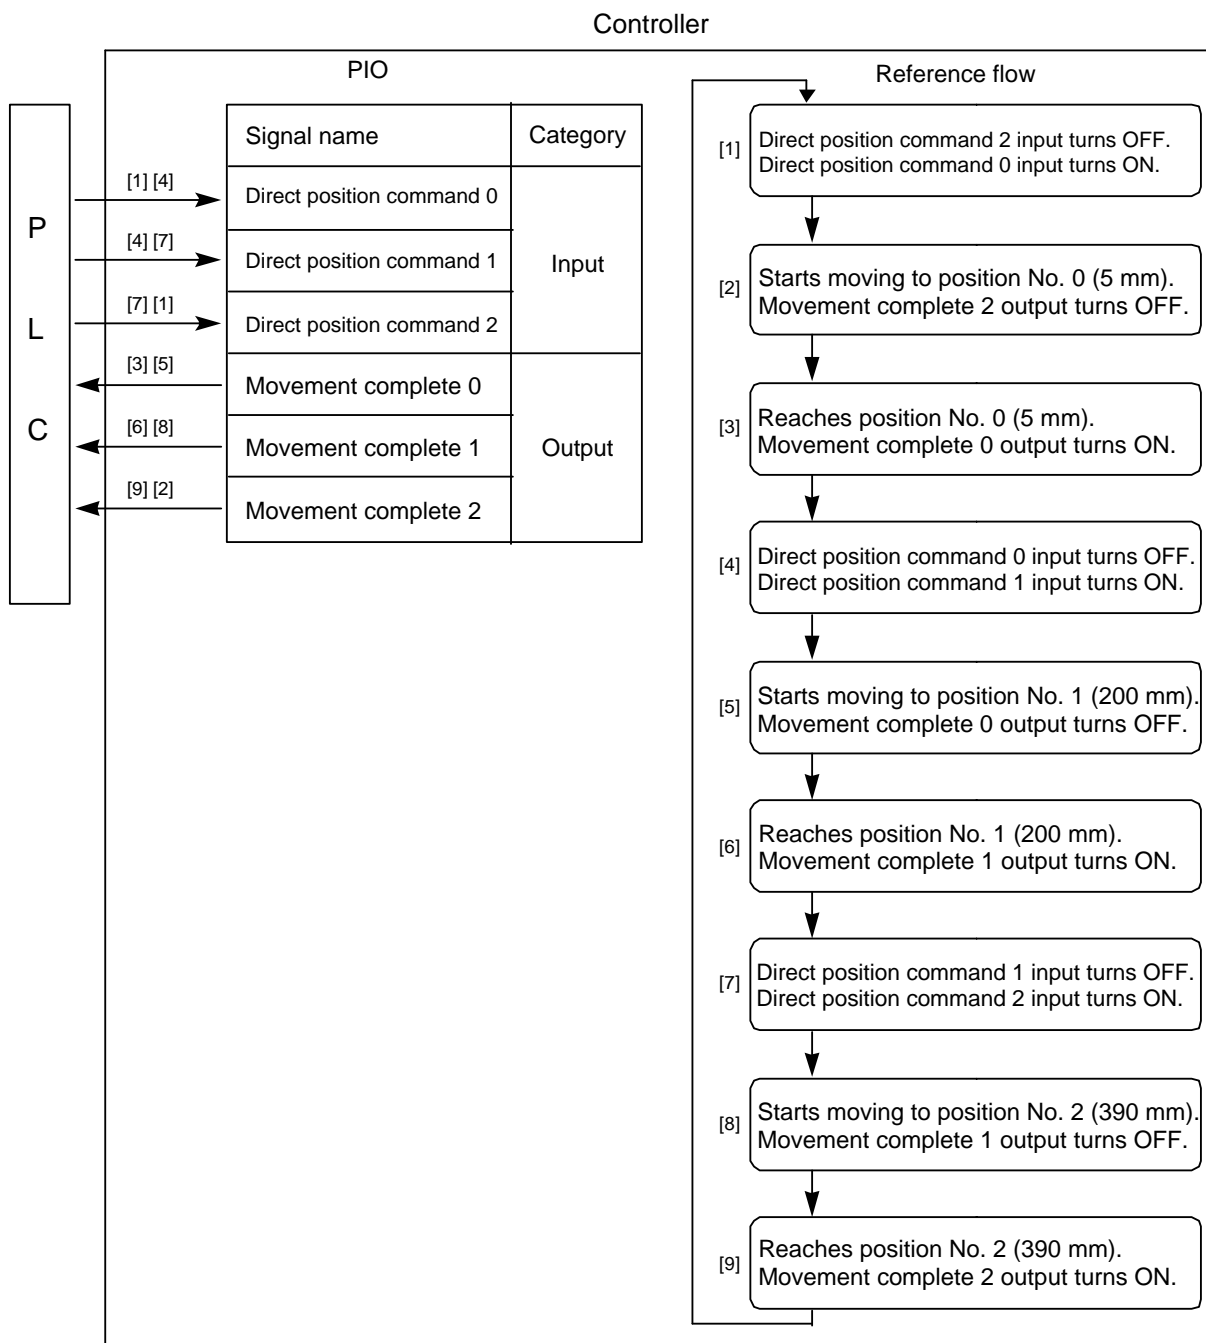 Controller
PIO
Reference flow
P
L
C
Signal name
Category
[1] [4]
Direct position command 0
[4] [7]
Direct position command 1
Input
[7] [1]
Direct position command 2
[3] [5]
Movement complete 0
[6] [8]
Movement complete 1
Output
[9] [2]
Movement complete 2
[1]
Direct position command 2 input turns OFF.
Direct position command 0 input turns ON.
[2]
Starts moving to position No. 0 (5 mm).
Movement complete 2 output turns OFF.
[3]
Reaches position No. 0 (5 mm).
Movement complete 0 output turns ON.
[4]
Direct position command 0 input turns OFF.
Direct position command 1 input turns ON.
[5]
Starts moving to position No. 1 (200 mm).
Movement complete 0 output turns OFF.
[6]
Reaches position No. 1 (200 mm).
Movement complete 1 output turns ON.
[7]
Direct position command 1 input turns OFF.
Direct position command 2 input turns ON.
[8]
Starts moving to position No. 2 (390 mm).
Movement complete 1 output turns OFF.
[9]
Reaches position No. 2 (390 mm).
Movement complete 2 output turns ON.